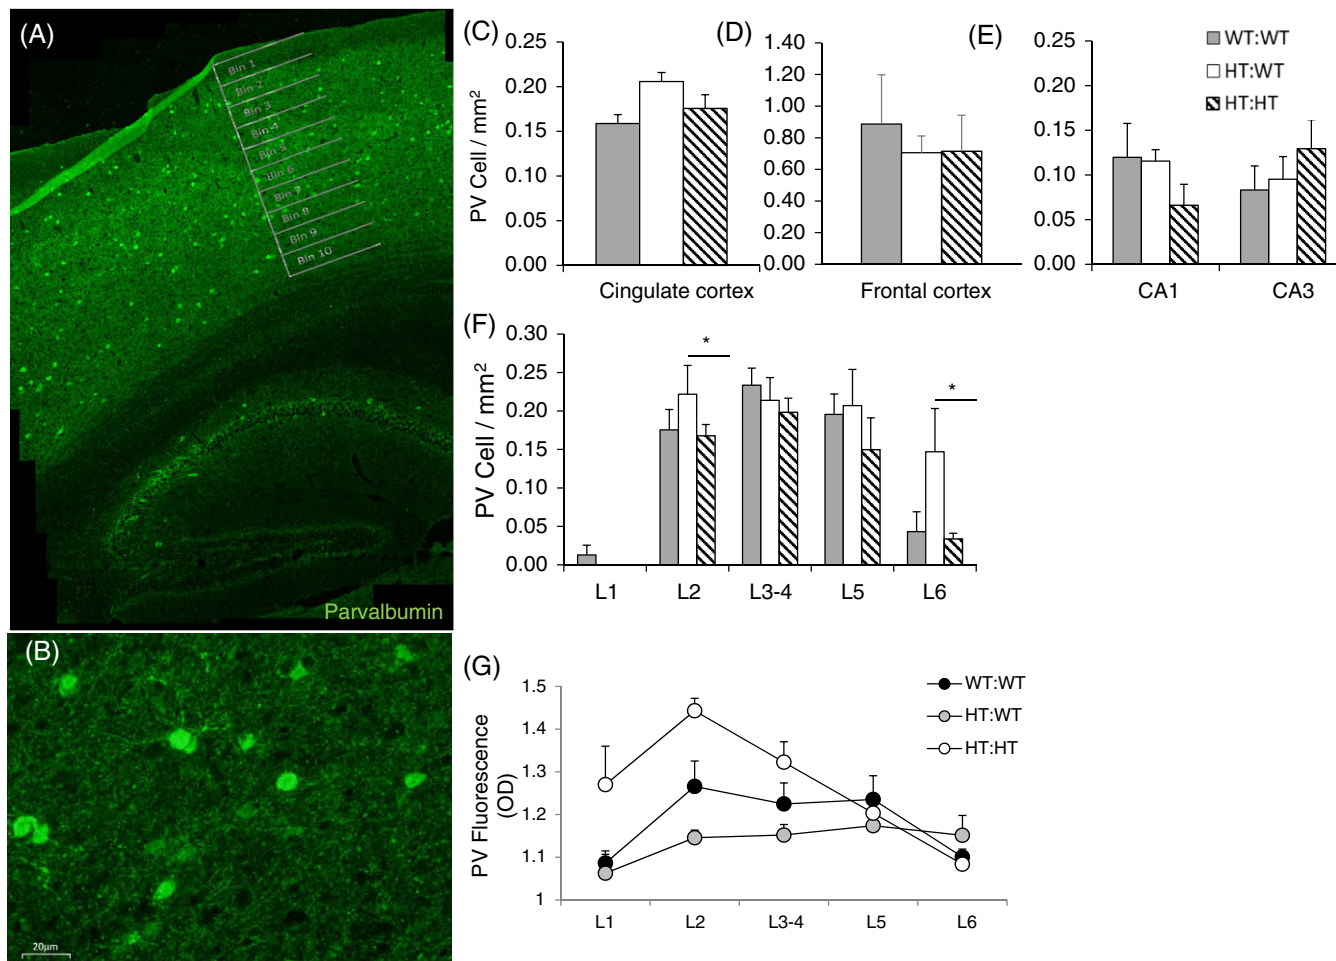 (A)
Bin 1
Bin 2
Bin 3
Bin 4
Bin 5
Bin 6
Bin 7
Bin 8
Bin 9
Bin 10
Parvalbumin
(B)
20μm
(C)
0.25
0.20
0.15
0.10
0.05
0.00
PV Cell / mm²
Cingulate cortex
(D)
1.40
1.20
1.00
0.80
0.60
0.40
0.20
0.00
Frontal cortex
(E)
0.25
0.20
0.15
0.10
0.05
0.00
CA1
CA3
WT:WT
HT:WT
HT:HT
(F)
0.30
0.25
0.20
0.15
0.10
0.05
0.00
PV Cell / mm²
*
*
L1
L2
L3-4
L5
L6
(G)
1.5
1.4
1.3
1.2
1.1
1
PV Fluorescence
(OD)
L1
L2
L3-4
L5
L6
WT:WT
HT:WT
HT:HT